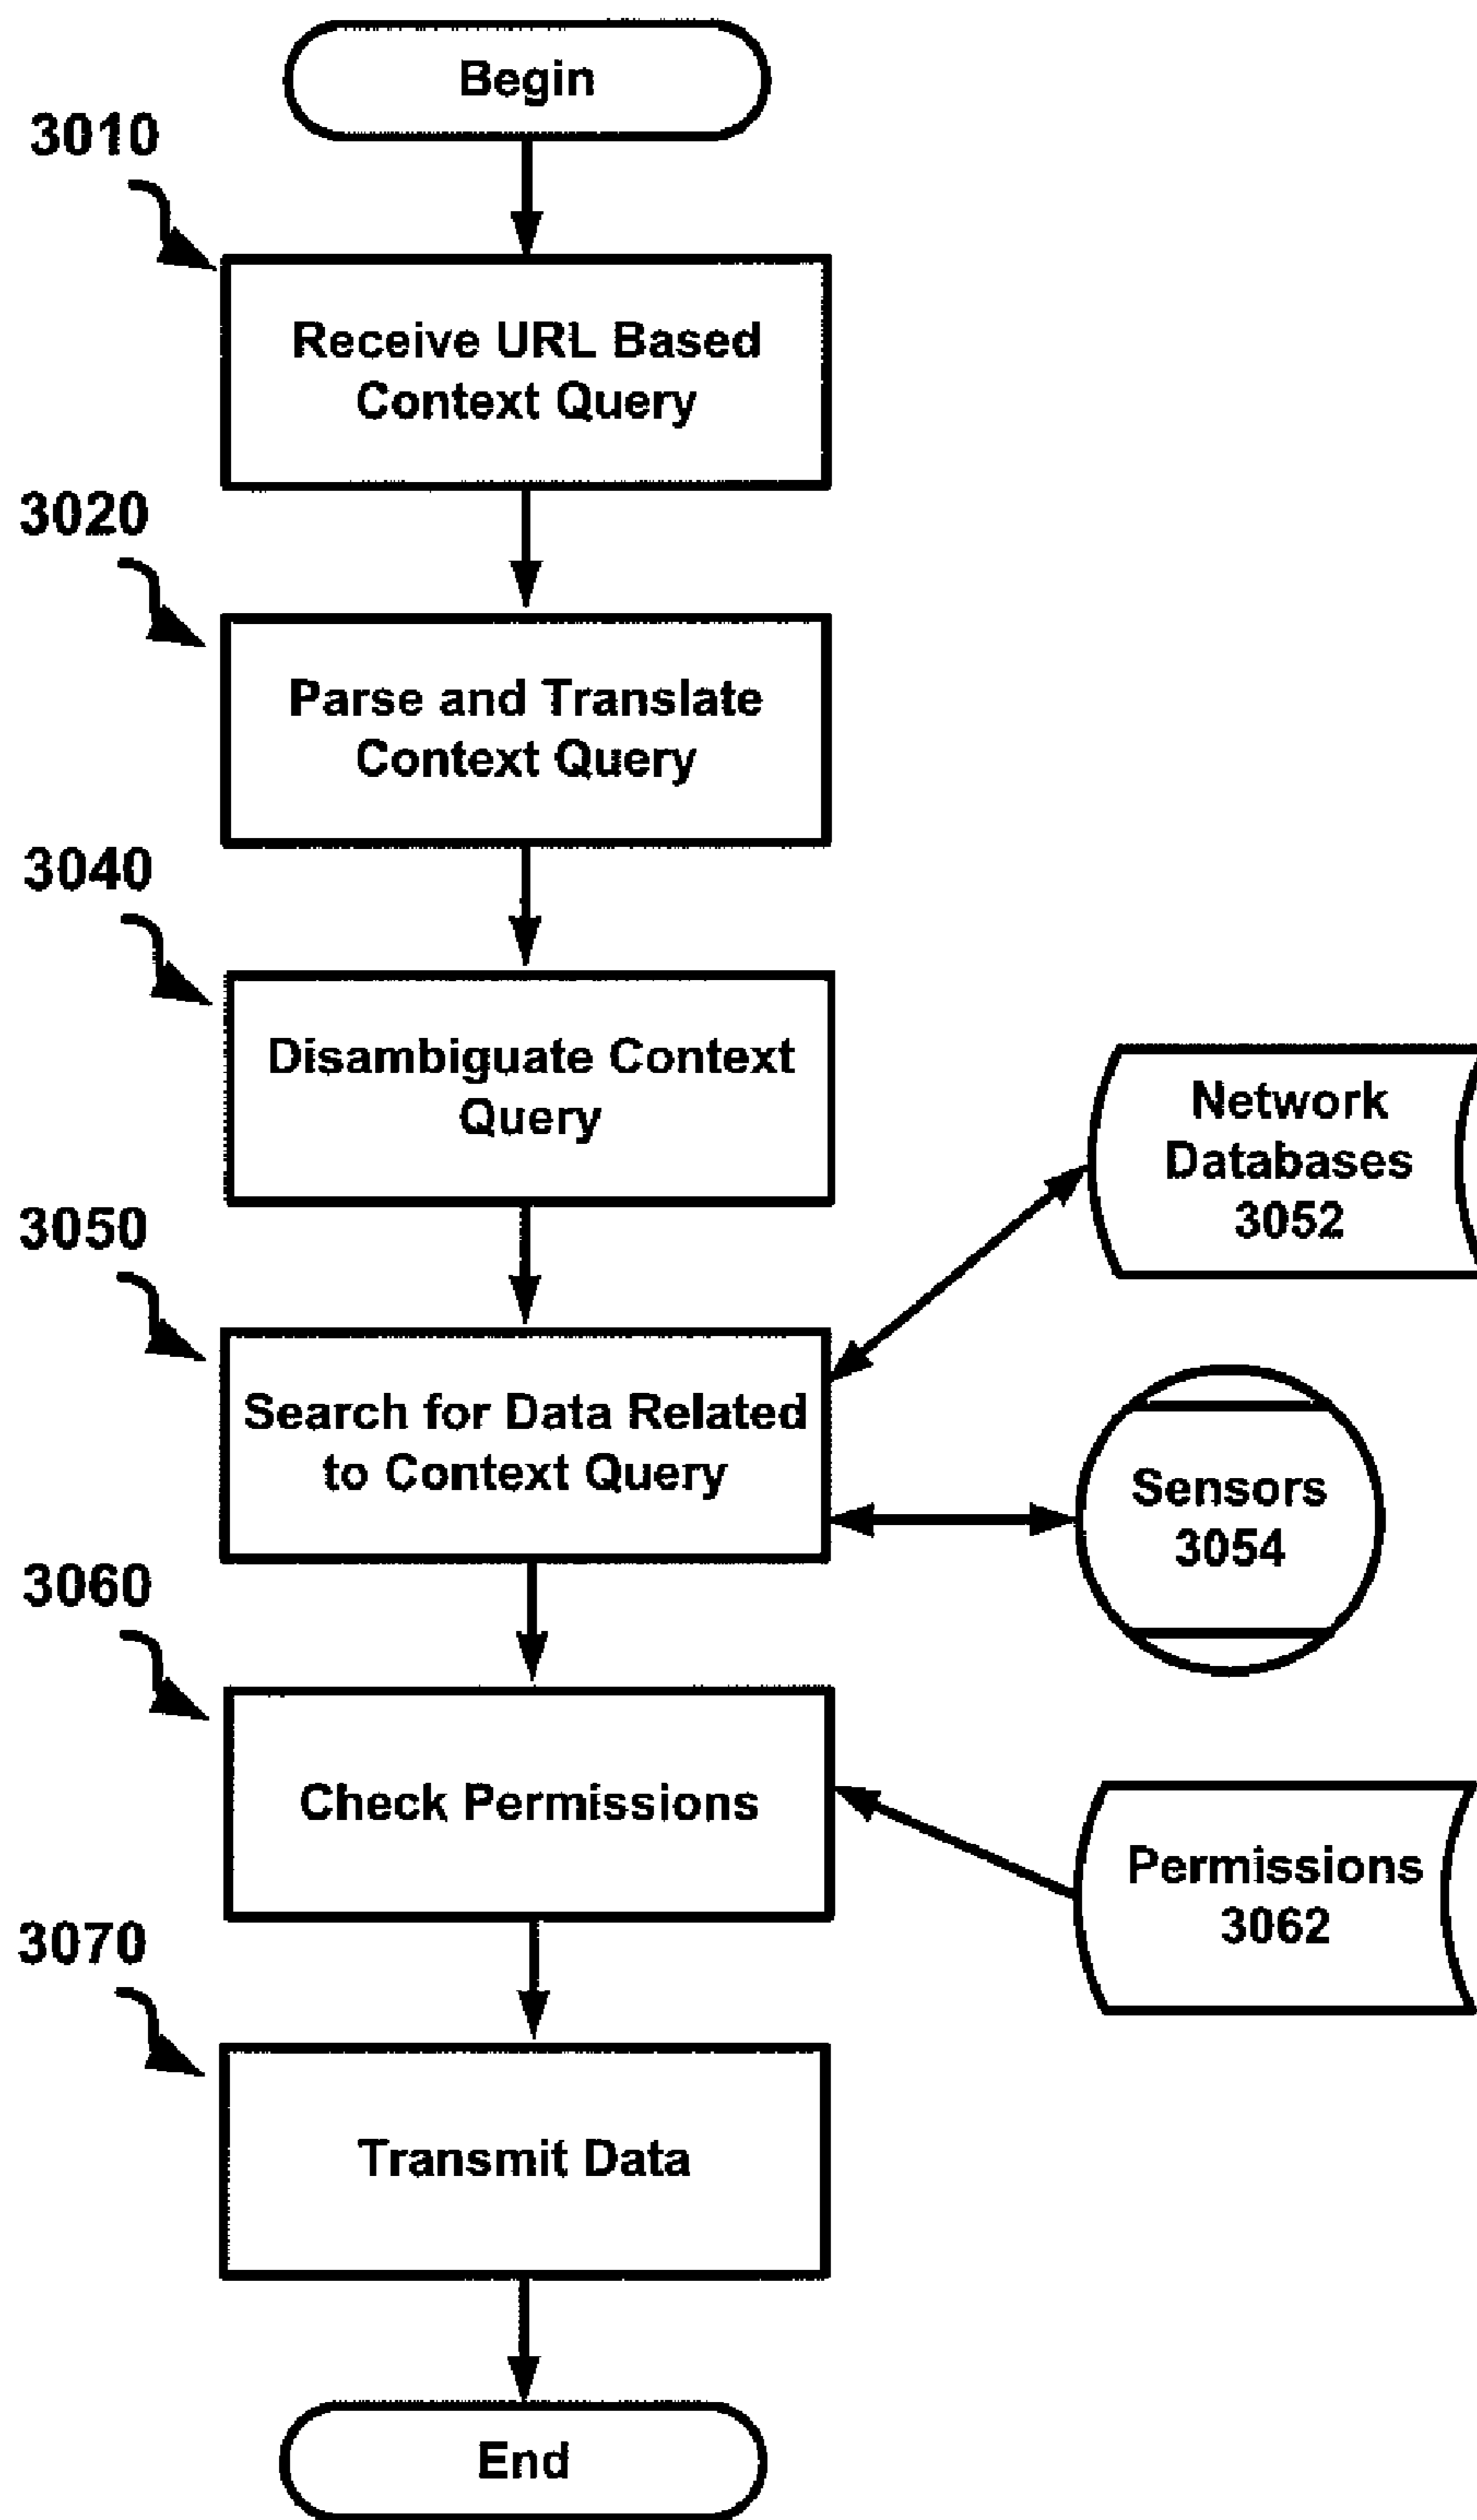 Begin
3010
Receive URL Based
Context Query
3020
Parse and Translate
Context Query
3040
Disambiguate Context
Query
Network
Databases
3052
3050
Search for Data Related
to Context Query
Sensors
3054
3060
Check Permissions
Permissions
3062
3070
Transmit Data
End